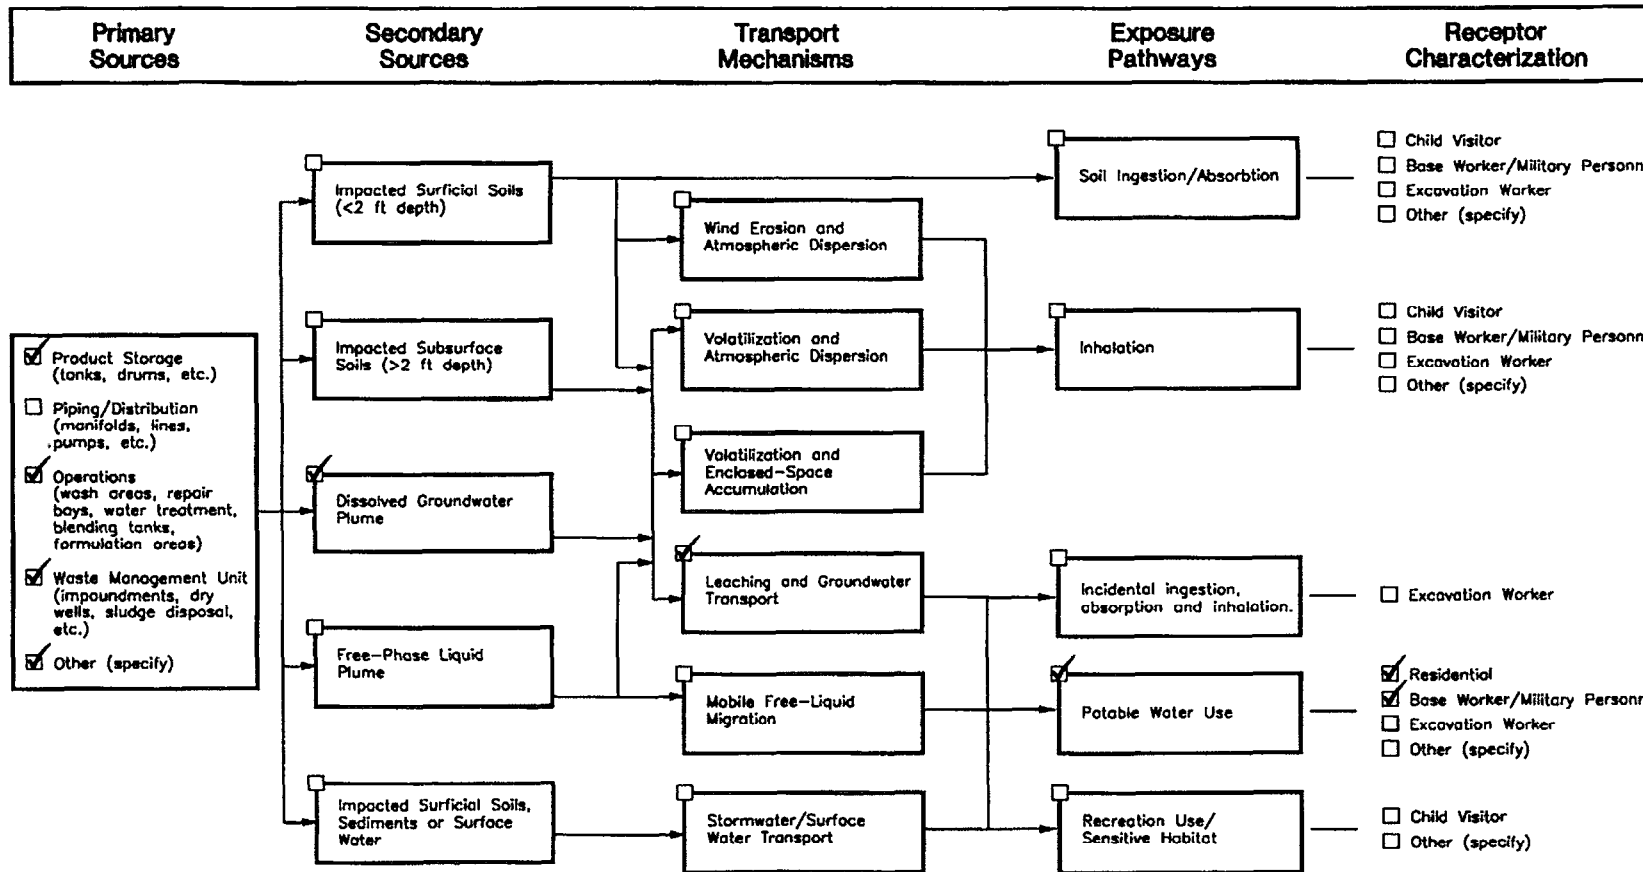 Primary
Sources
Secondary
Sources
Transport
Mechanisms
Exposure
Pathways
Receptor
Characterization
Product Storage
(tanks, drums, etc.)
Piping/Distribution
(manifolds, lines,
pumps, etc.)
Operations
(wash areas, repair
bays, water treatment,
blending tanks,
formulation areas)
Waste Management Unit
(impoundments, dry
wells, sludge disposal,
etc.)
Other (specify)
Impacted Surficial Soils
(<2 ft depth)
Impacted Subsurface
Soils (>2 ft depth)
Dissolved Groundwater
Plume
Free-Phase Liquid
Plume
Impacted Surficial Soils,
Sediments or Surface
Water
Wind Erosion and
Atmospheric Dispersion
Volatilization and
Atmospheric Dispersion
Volatilization and
Enclosed-Space
Accumulation
Leaching and Groundwater
Transport
Mobile Free-Liquid
Migration
Stormwater/Surface
Water Transport
Soil Ingestion/Absorbtion
Inhalation
Incidental ingestion,
absorption and inhalation.
Potable Water Use
Recreation Use/
Sensitive Habitat
Child Visitor
Base Worker/Military Personn
Excavation Worker
Other (specify)
Child Visitor
Base Worker/Military Personn
Excavation Worker
Other (specify)
Excavation Worker
Residential
Base Worker/Military Personn
Excavation Worker
Other (specify)
Child Visitor
Other (specify)